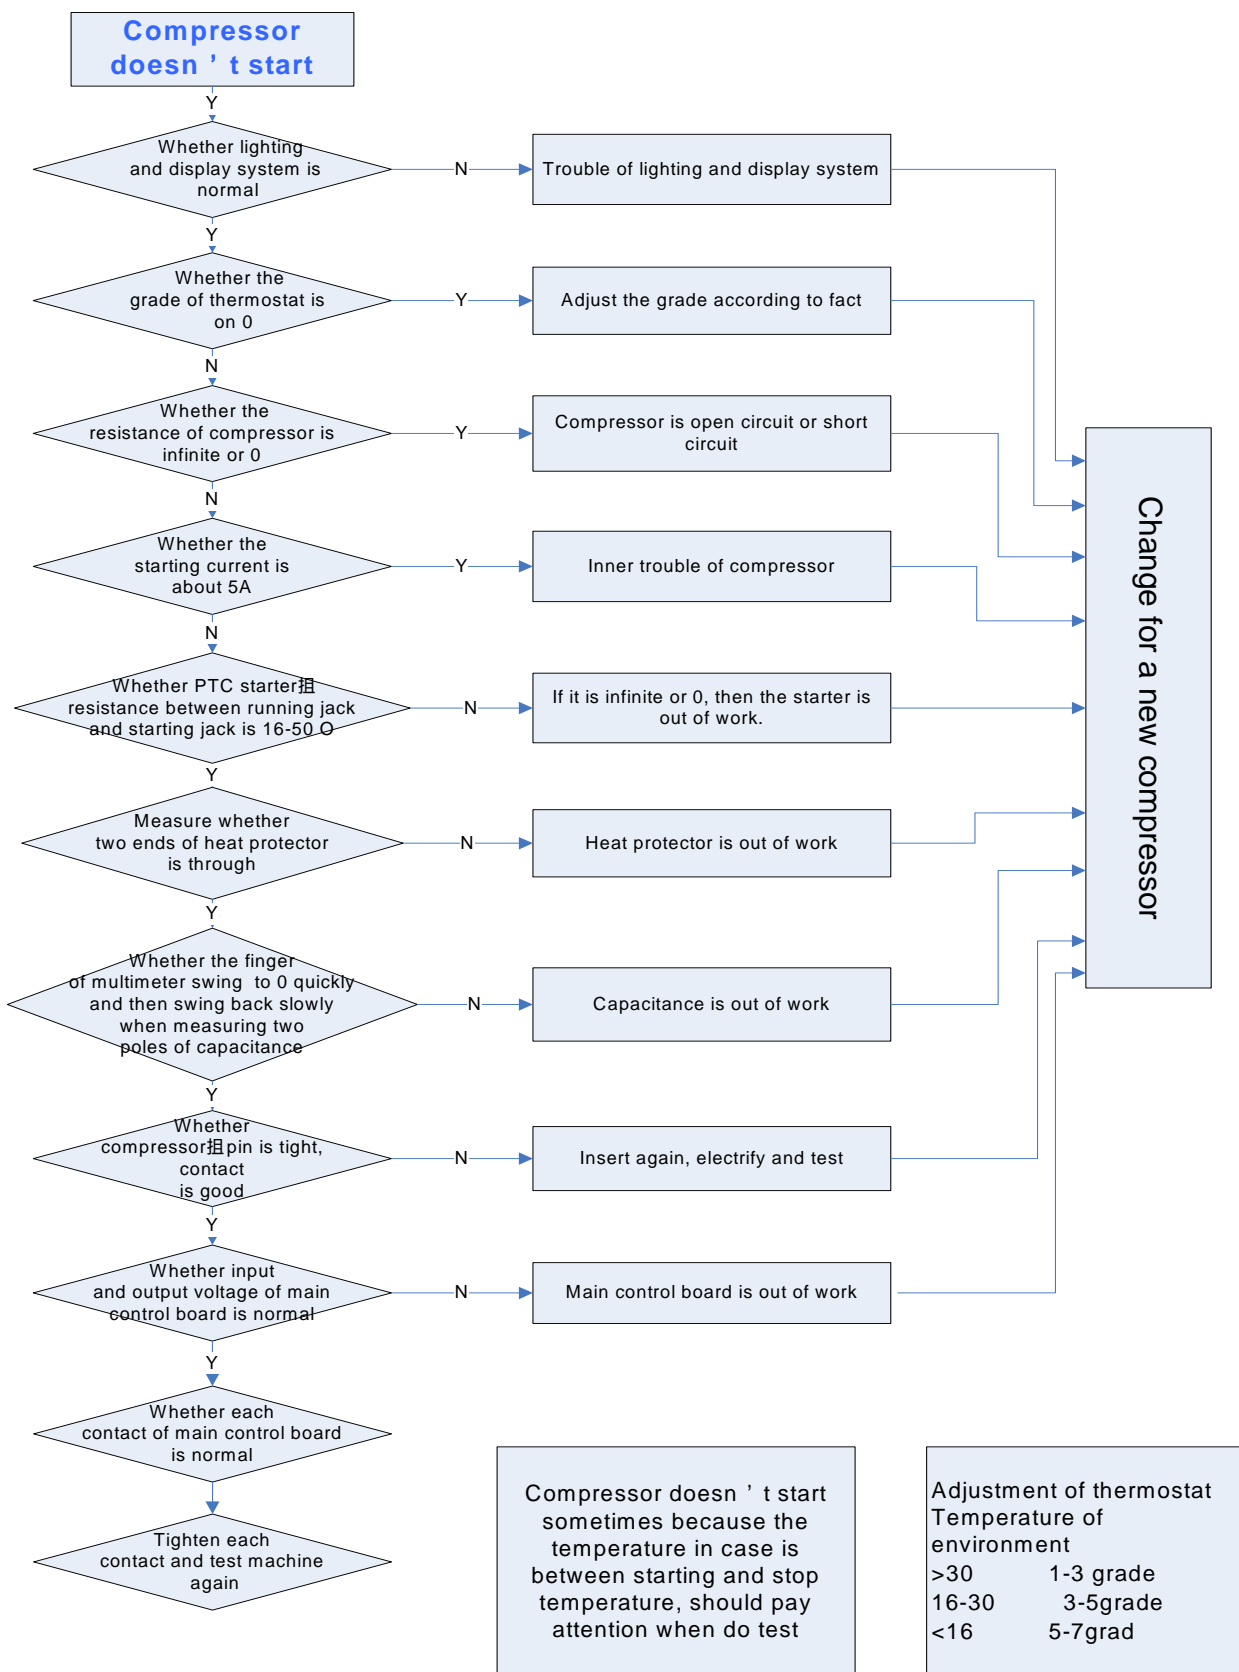 Compressor
doesn ’ t start
Y
Whether lighting
and display system is
normal
N
Trouble of lighting and display system
Y
Whether the
grade of thermostat is
on 0
Y
Adjust the grade according to fact
N
Whether the
resistance of compressor is
infinite or 0
Y
Compressor is open circuit or short
circuit
N
Whether the
starting current is
about 5A
Y
Inner trouble of compressor
N
Whether PTC starter抯
resistance between running jack
and starting jack is 16-50 O
N
If it is infinite or 0, then the starter is
out of work.
Y
Measure whether
two ends of heat protector
is through
N
Heat protector is out of work
Y
Whether the finger
of multimeter swing to 0 quickly
and then swing back slowly
when measuring two
poles of capacitance
N
Capacitance is out of work
Y
Whether
compressor抯 pin is tight,
contact
is good
N
Insert again, electrify and test
Y
Whether input
and output voltage of main
control board is normal
N
Main control board is out of work
Y
Whether each
contact of main control board
is normal
Tighten each
contact and test machine
again
Change for a new compressor
Compressor doesn ’ t start
sometimes because the
temperature in case is
between starting and stop
temperature, should pay
attention when do test
Adjustment of thermostat
Temperature of
environment
>30 1-3 grade
16-30 3-5grade
<16 5-7grad